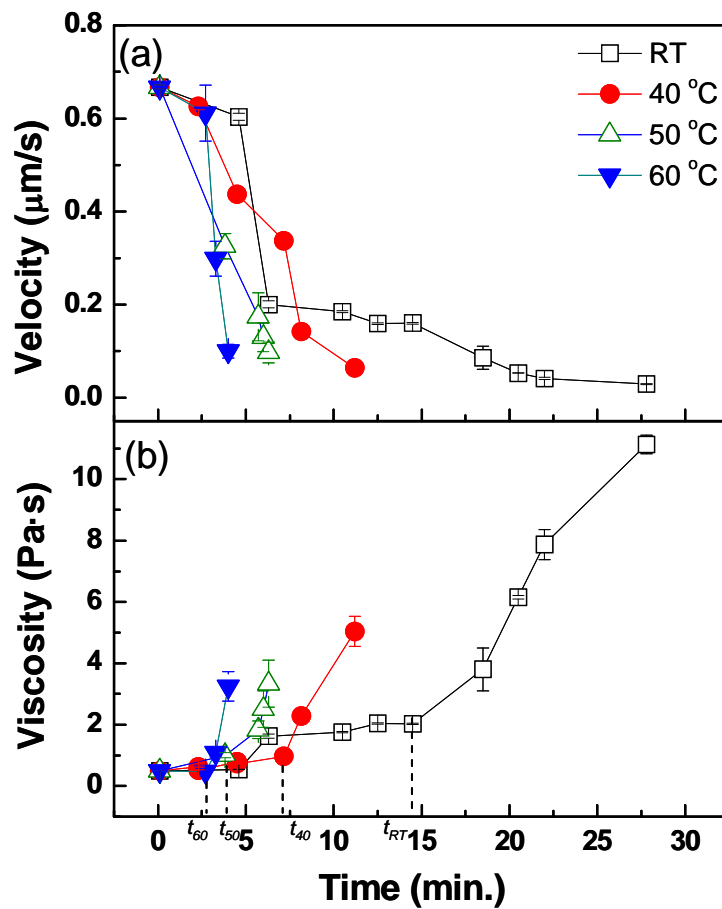 (a)
RT
40 °C
50 °C
60 °C
Velocity (μm/s)
0.8
0.6
0.4
0.2
0.0
(b)
Viscosity (Pa·s)
10
8
6
4
2
0
t60 t50 t40 tRT
0 5 10 15 20 25 30
Time (min.)